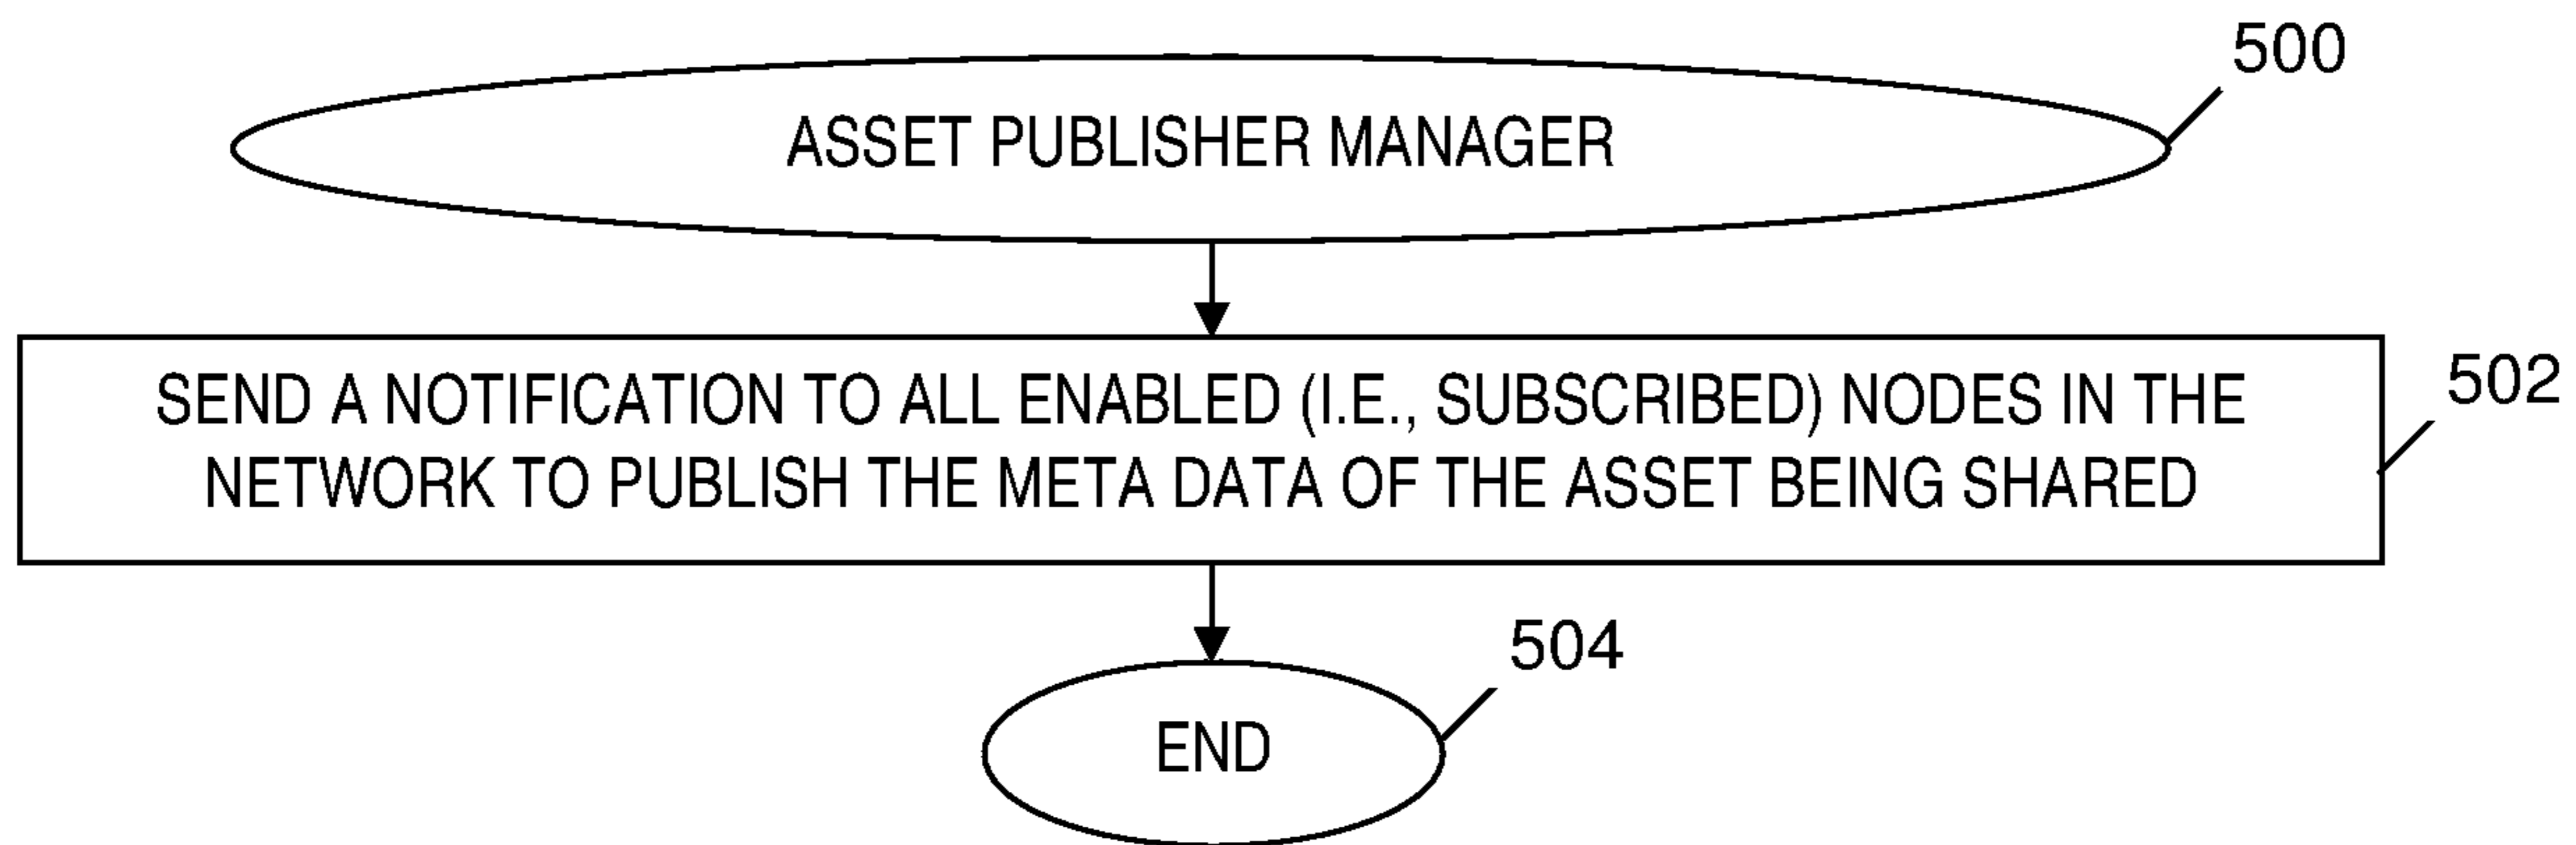 500
ASSET PUBLISHER MANAGER
SEND A NOTIFICATION TO ALL ENABLED (I.E., SUBSCRIBED) NODES IN THE
NETWORK TO PUBLISH THE META DATA OF THE ASSET BEING SHARED
502
504
END